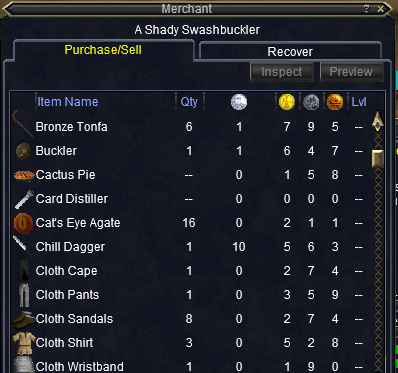 Merchant ? ×
A Shady Swashbuckler
Purchase/Sell Recover
Inspect Preview
Item Name Qty Lvl
Bronze Tonfa 6 1 7 9 5 --
Buckler 1 1 6 4 7 --
Cactus Pie -- 0 1 5 8 --
Card Distiller -- 0 0 0 0 --
Cat's Eye Agate 16 0 2 1 1 --
Chill Dagger 1 10 5 6 3 --
Cloth Cape 1 0 2 7 4 --
Cloth Pants 1 0 3 5 9 --
Cloth Sandals 8 0 2 7 4 --
Cloth Shirt 3 0 5 2 8 --
Cloth Wristband 1 0 1 9 0 --